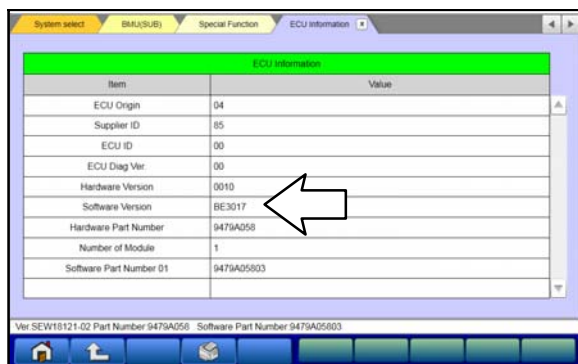 System select BMU(SUB) Special Function ECU Information x
ECU Information
Item Value
ECU Origin 04
Supplier ID 85
ECU ID 00
ECU Diag Ver. 00
Hardware Version 0010
Software Version BE3017
Hardware Part Number 9479A058
Number of Module 1
Software Part Number 01 9479A05803
Ver.SEW18121-02 Part Number:9479A058 Software Part Number:9479A05803